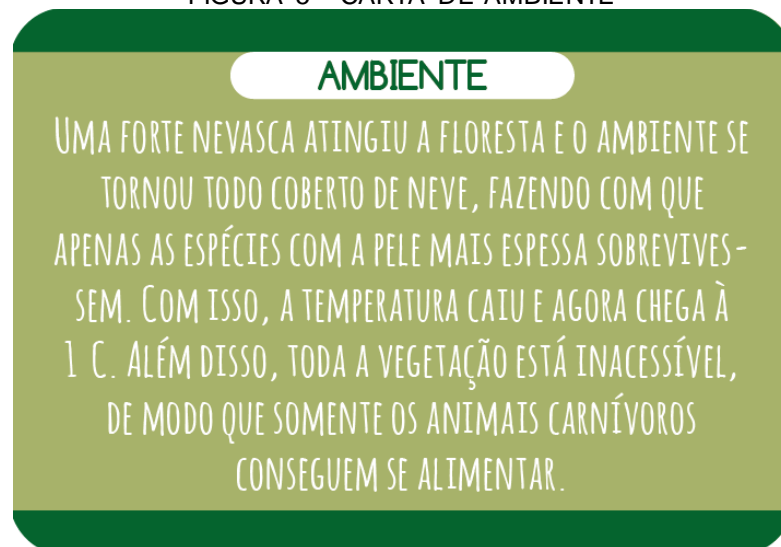 AMBIENTE
UMA FORTE NEVASCA ATINGIU A FLORESTA E O AMBIENTE SE
TORNOU TODO COBERTO DE NEVE, FAZENDO COM QUE
APENAS AS ESPÉCIES COM A PELE MAIS ESPESSA SOBREVIVES-
SEM. COM ISSO, A TEMPERATURA CAIU E AGORA CHEGA À
1 C. ALÉM DISSO, TODA A VEGETAÇÃO ESTÁ INACESSÍVEL,
DE MODO QUE SOMENTE OS ANIMAIS CARNÍVOROS
CONSEGUEM SE ALIMENTAR.